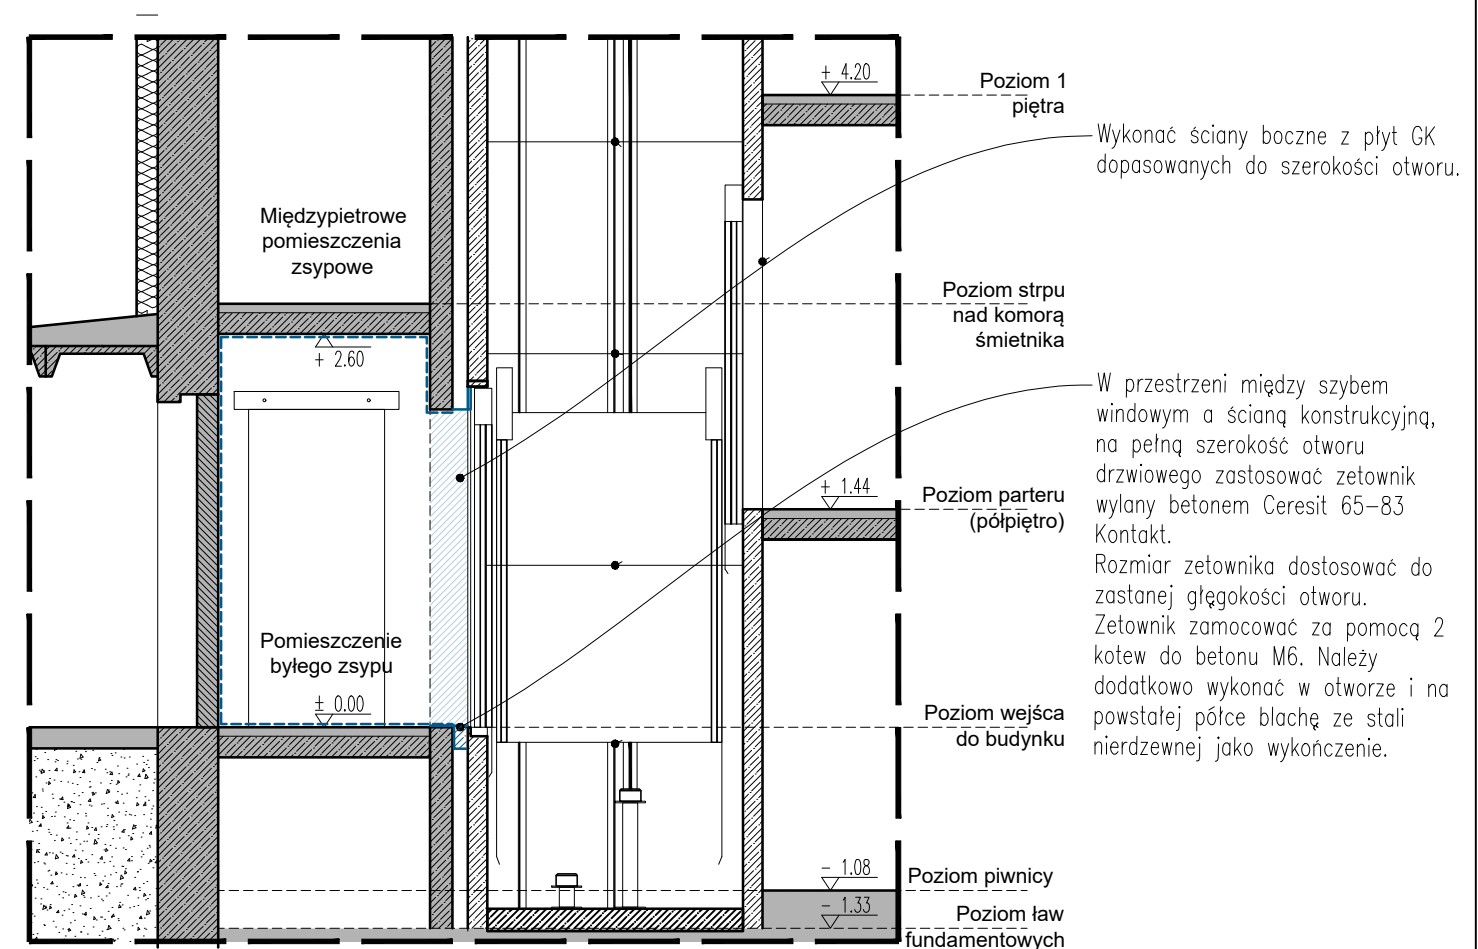 + 4.20
Poziom 1
piętra
Wykonać ściany boczne z płyt GK
dopasowanych do szerokości otworu.
Międzypietrowe
pomieszczenia
zsypowe
Poziom strpu
nad komorą
śmietnika
+ 2.60
W przestrzeni między szybem
windowym a ścianą konstrukcyjną,
na pełną szerokość otworu
drzwiowego zastosować zetownik
wylany betonem Ceresit 65-83
Kontakt.
Rozmiar zetownika dostosować do
zastanej głęgokości otworu.
Zetownik zamocować za pomocą 2
kotew do betonu M6. Należy
dodatkowo wykonać w otworze i na
powstałej półce blachę ze stali
nierdzewnej jako wykończenie.
+ 1.44
Poziom parteru
(półpiętro)
Pomieszczenie
byłego zsypu
± 0.00
Poziom wejśca
do budynku
- 1.08
Poziom piwnicy
- 1.33
Poziom ław
fundamentowych